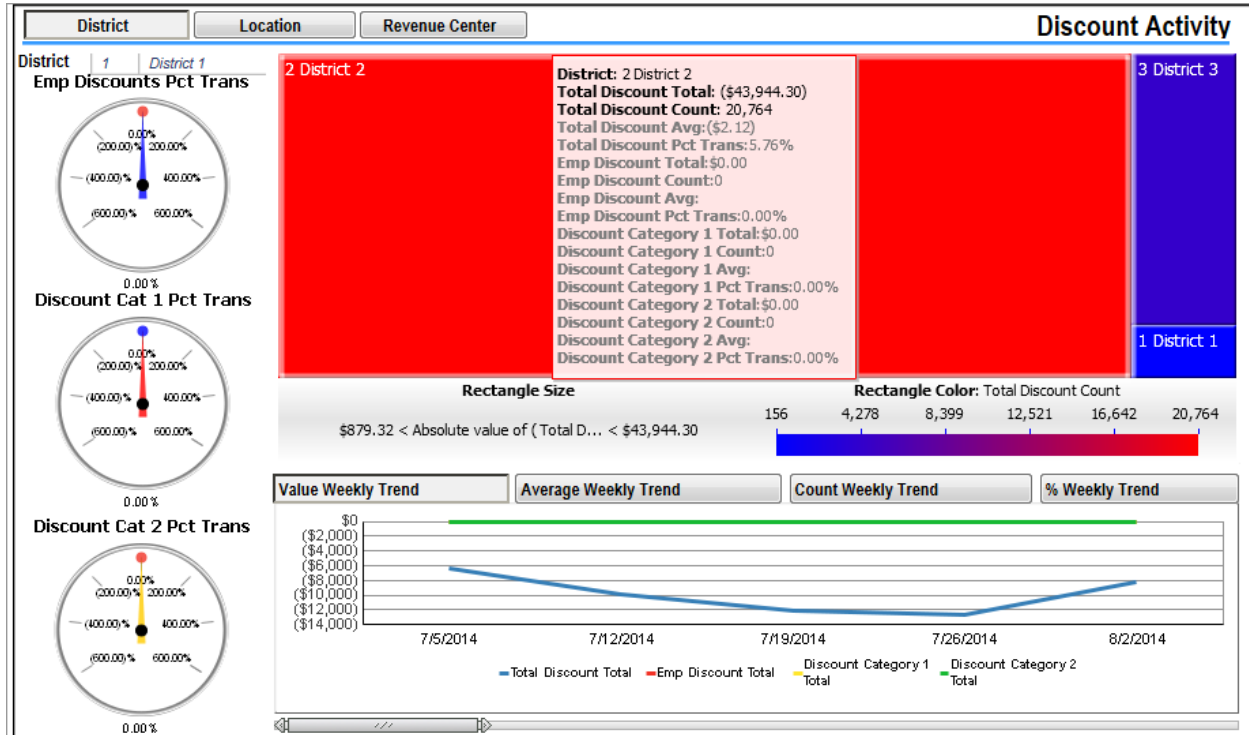 District
Location
Revenue Center
Discount Activity
District
1
District 1
Emp Discounts Pct Trans
0.00%
(200.00)%
200.00%
(400.00)%
400.00%
(600.00)%
600.00%
0.00%
Discount Cat 1 Pct Trans
0.00%
(200.00)%
200.00%
(400.00)%
400.00%
(600.00)%
600.00%
0.00%
Discount Cat 2 Pct Trans
0.00%
(200.00)%
200.00%
(400.00)%
400.00%
(600.00)%
600.00%
0.00%
2 District 2
District: 2 District 2
Total Discount Total: ($43,944.30)
Total Discount Count: 20,764
Total Discount Avg:($2.12)
Total Discount Pct Trans:5.76%
Emp Discount Total:$0.00
Emp Discount Count:0
Emp Discount Avg:
Emp Discount Pct Trans:0.00%
Discount Category 1 Total:$0.00
Discount Category 1 Count:0
Discount Category 1 Avg:
Discount Category 1 Pct Trans:0.00%
Discount Category 2 Total:$0.00
Discount Category 2 Count:0
Discount Category 2 Avg:
Discount Category 2 Pct Trans:0.00%
3 District 3
1 District 1
Rectangle Size
$879.32 < Absolute value of ( Total D... < $43,944.30
Rectangle Color: Total Discount Count
156 4,278 8,399 12,521 16,642 20,764
Value Weekly Trend
Average Weekly Trend
Count Weekly Trend
% Weekly Trend
$0
($2,000)
($4,000)
($6,000)
($8,000)
($10,000)
($12,000)
($14,000)
7/5/2014 7/12/2014 7/19/2014 7/26/2014 8/2/2014
Total Discount Total
Emp Discount Total
Discount Category 1
Total
Discount Category 2
Total